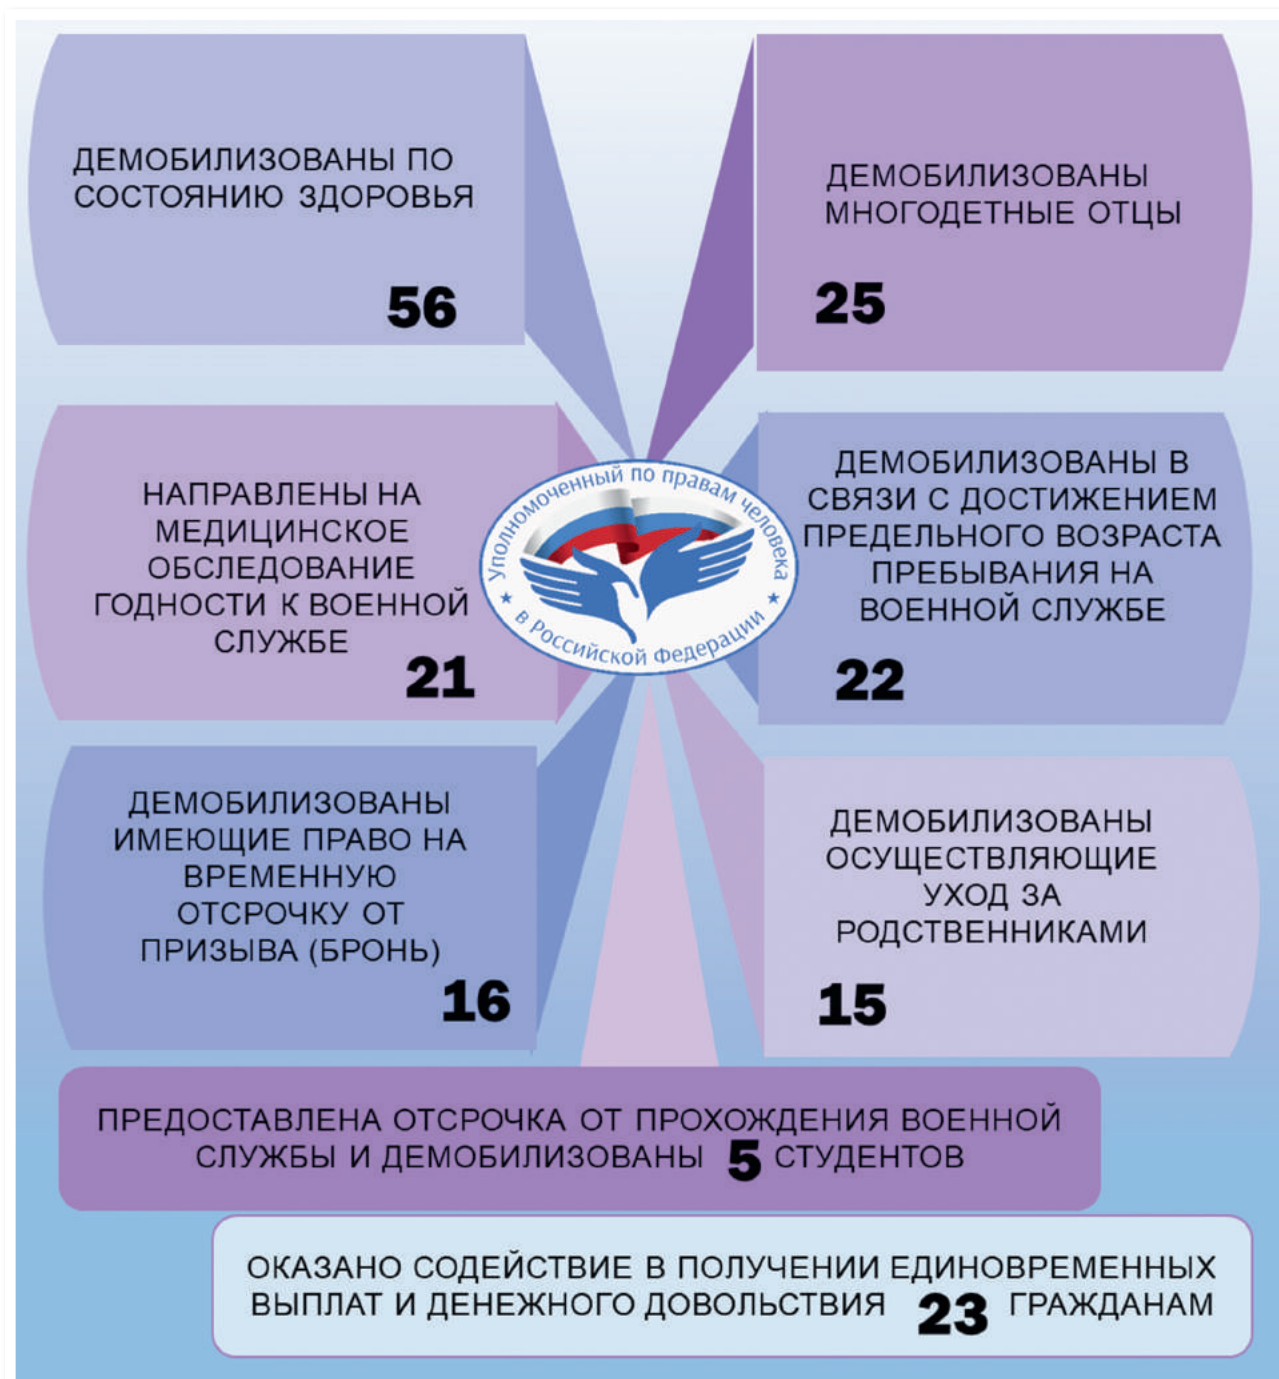 ДЕМОБИЛИЗОВАНЫ ПО
СОСТОЯНИЮ ЗДОРОВЬЯ
56
ДЕМОБИЛИЗОВАНЫ
МНОГОДЕТНЫЕ ОТЦЫ
25
НАПРАВЛЕНЫ НА
МЕДИЦИНСКОЕ
ОБСЛЕДОВАНИЕ
ГОДНОСТИ К ВОЕННОЙ
СЛУЖБЕ
21
Уполномоченный по правам человека
в Российской Федерации
ДЕМОБИЛИЗОВАНЫ В
СВЯЗИ С ДОСТИЖЕНИЕМ
ПРЕДЕЛЬНОГО ВОЗРАСТА
ПРЕБЫВАНИЯ НА
ВОЕННОЙ СЛУЖБЕ
22
ДЕМОБИЛИЗОВАНЫ
ИМЕЮЩИЕ ПРАВО НА
ВРЕМЕННУЮ
ОТСРОЧКУ ОТ
ПРИЗЫВА (БРОНЬ)
16
ДЕМОБИЛИЗОВАНЫ
ОСУЩЕСТВЛЯЮЩИЕ
УХОД ЗА
РОДСТВЕННИКАМИ
15
ПРЕДОСТАВЛЕНА ОТСРОЧКА ОТ ПРОХОЖДЕНИЯ ВОЕННОЙ
СЛУЖБЫ И ДЕМОБИЛИЗОВАНЫ 5 СТУДЕНТОВ
ОКАЗАНО СОДЕЙСТВИЕ В ПОЛУЧЕНИИ ЕДИНОВРЕМЕННЫХ
ВЫПЛАТ И ДЕНЕЖНОГО ДОВОЛЬСТВИЯ 23 ГРАЖДАНАМ